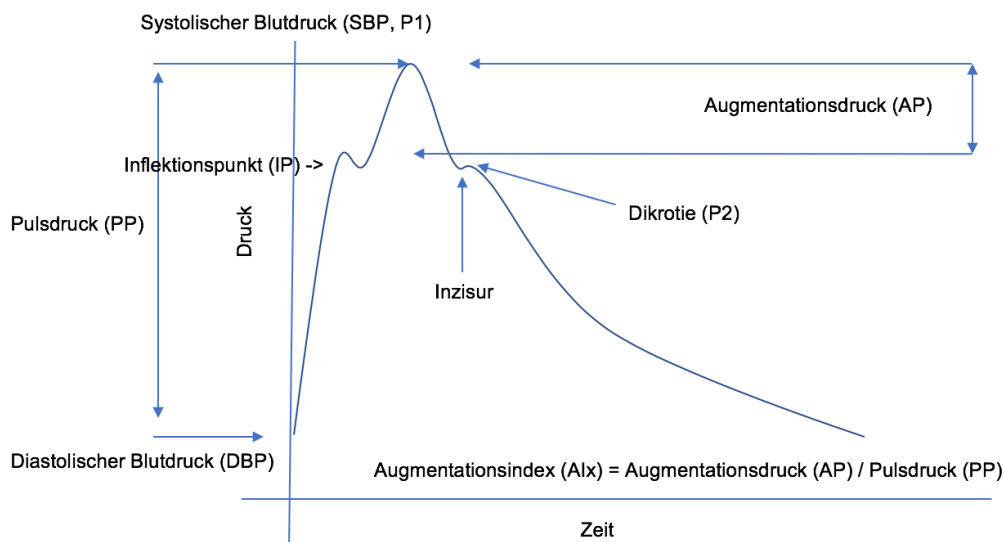 Systolischer Blutdruck (SBP, P1)
Augmentationsdruck (AP)
Inflektionspunkt (IP) ->
Dikrotie (P2)
Pulsdruck (PP)
Druck
Inzisur
Diastolischer Blutdruck (DBP)
Augmentationsindex (AIx) = Augmentationsdruck (AP) / Pulsdruck (PP)
Zeit